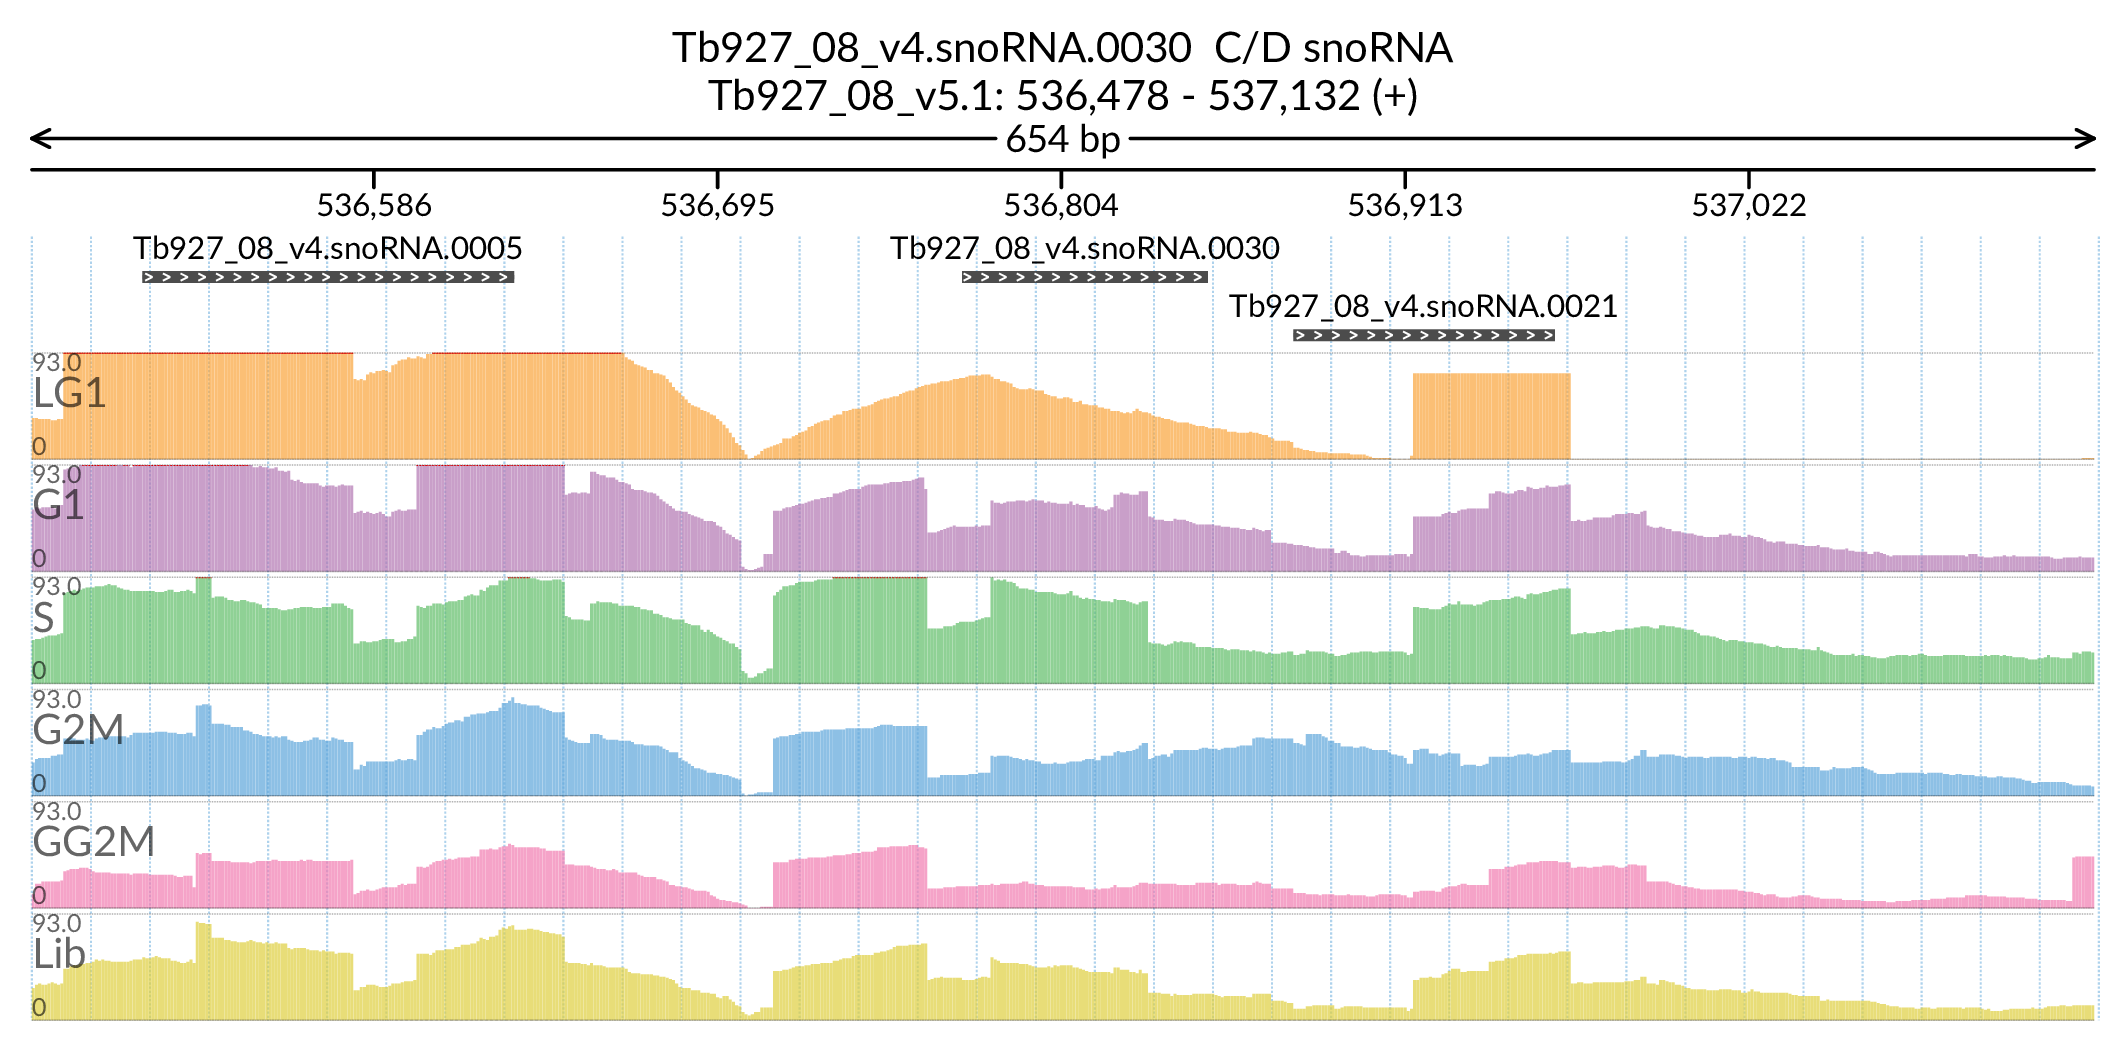 Tb927_08_v4.snoRNA.0030 C/D snoRNA
Tb927_08_v5.1: 536,478 - 537,132 (+)
654 bp
536,586 536,695 536,804 536,913 537,022
Tb927_08_v4.snoRNA.0005 Tb927_08_v4.snoRNA.0030
Tb927_08_v4.snoRNA.0021
93.0
LG1
0
93.0
G1
0
93.0
S
0
93.0
G2M
0
93.0
GG2M
0
93.0
Lib
0